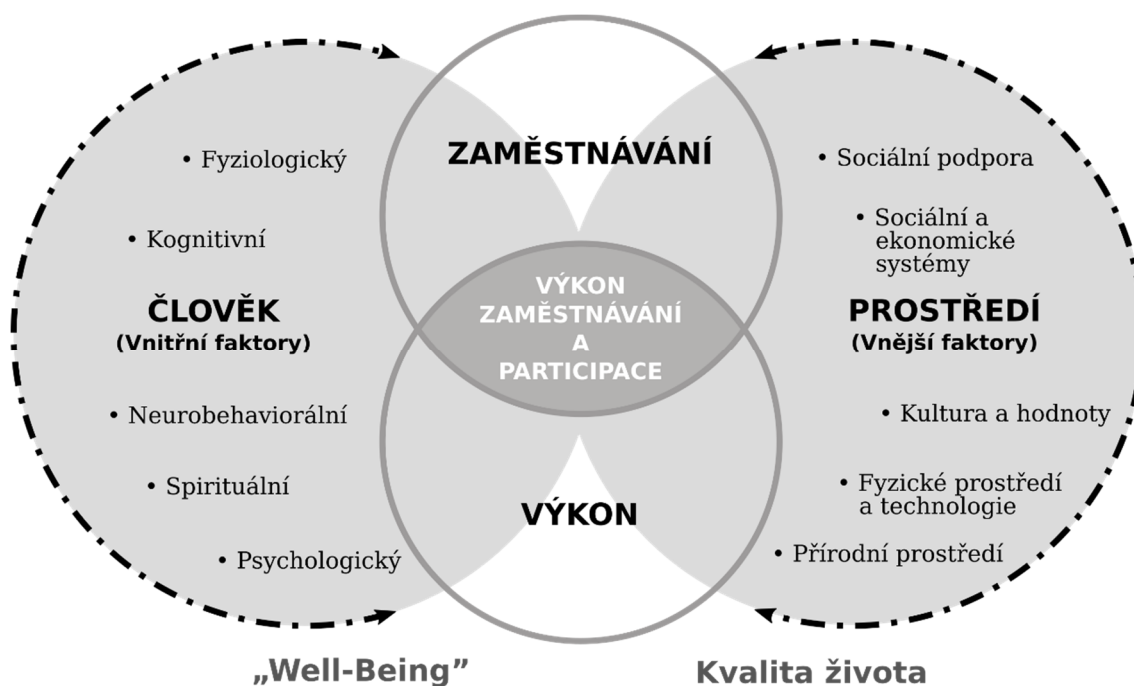 ZAMĚSTNÁVÁNÍ
• Fyziologický
• Kognitivní
ČLOVĚK
(Vnitřní faktory)
• Neurobehaviorální
• Spirituální
• Psychologický
VÝKON
ZAMĚSTNÁVÁNÍ
A
PARTICIPACE
VÝKON
• Sociální podpora
• Sociální a
ekonomické
systémy
PROSTŘEDÍ
(Vnější faktory)
• Kultura a hodnoty
• Fyzické prostředí
a technologie
• Přírodní prostředí
„Well-Being”
Kvalita života